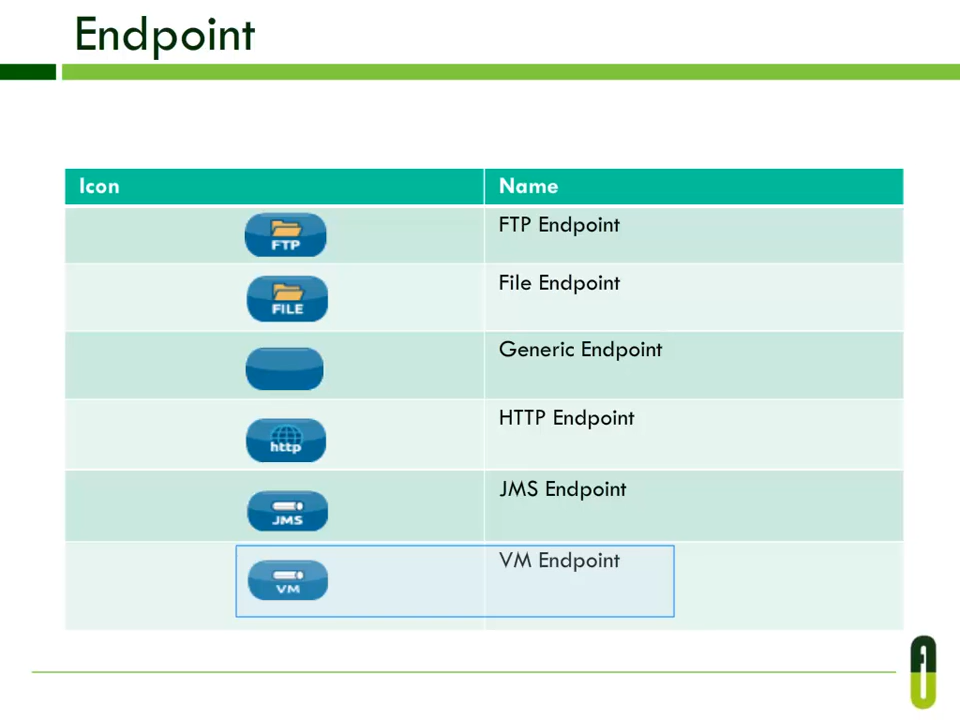 Endpoint
Icon Name
FTP FTP Endpoint
FILE File Endpoint
Generic Endpoint
http HTTP Endpoint
JMS JMS Endpoint
VM VM Endpoint